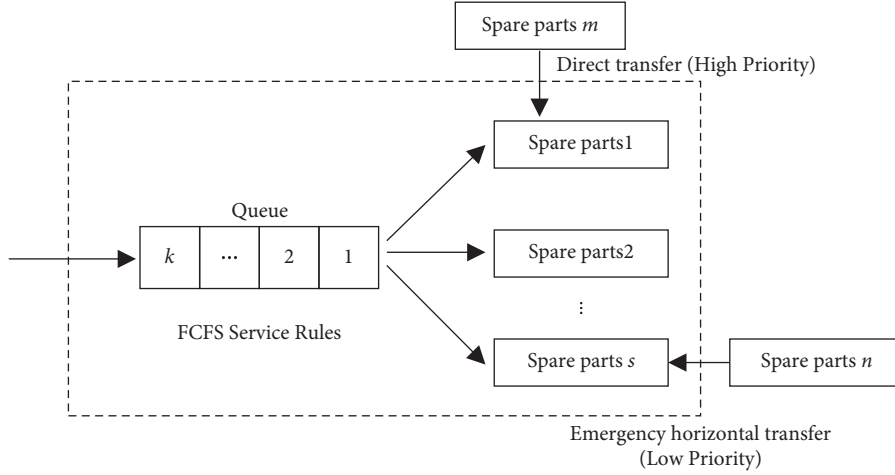 Spare parts m
Direct transfer (High Priority)
Spare parts1
Queue
k ... 2 1
Spare parts2
⋮
FCFS Service Rules
Spare parts s
Spare parts n
Emergency horizontal transfer
(Low Priority)